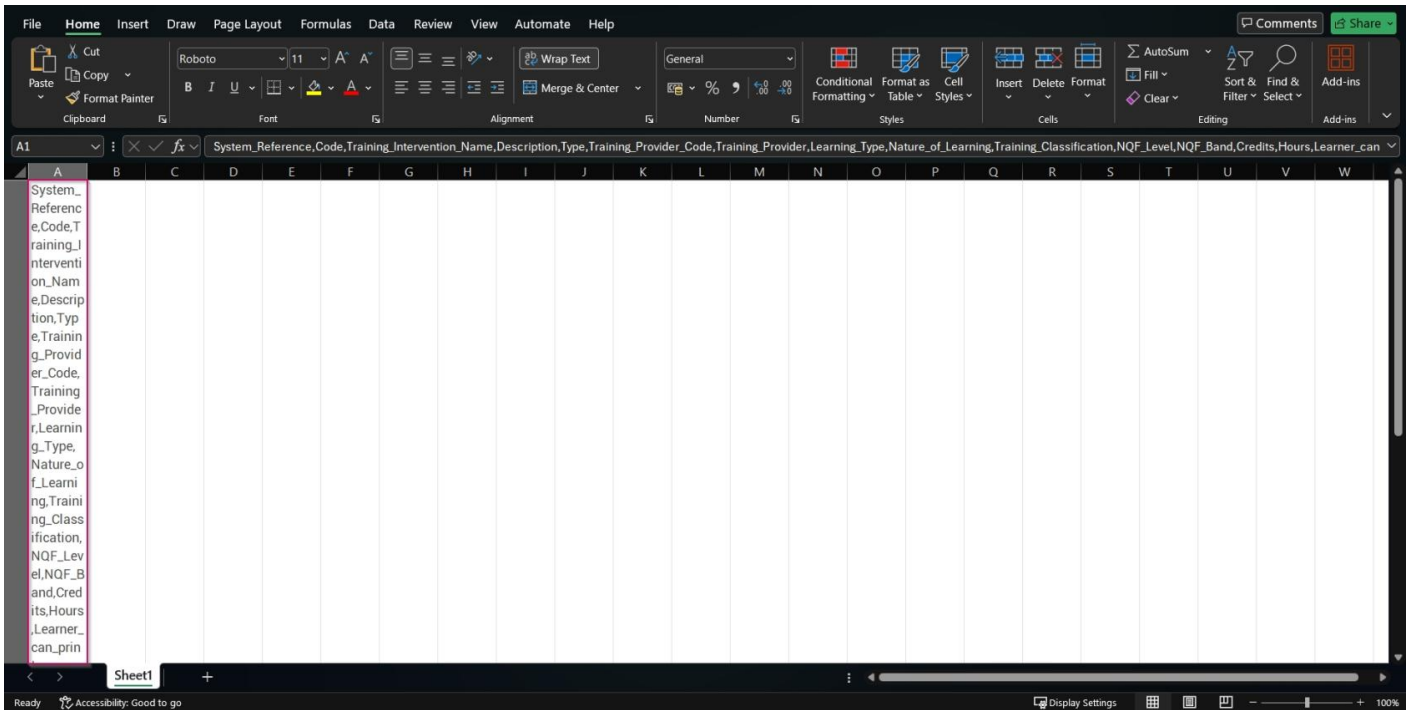 File Home Insert Draw Page Layout Formulas Data Review View Automate Help
Comments Share
Paste
Cut
Copy
Format Painter
Clipboard
Roboto 11 A^ A˅
B I U A
Font
ab Wrap Text
Merge & Center
Alignment
General
% 9 .00 .00
Number
Conditional Formatting
Format as Table
Cell Styles
Styles
Insert Delete Format
Cells
∑ AutoSum
Fill
Clear
Sort & Filter
Find & Select
Editing
Add-ins
Add-ins
A1 fx System_Reference,Code,Training_Intervention_Name,Description,Type,Training_Provider_Code,Training_Provider,Learning_Type,Nature_of_Learning,Training_Classification,NQF_Level,NQF_Band,Credits,Hours,Learner_can
A B C D E F G H I J K L M N O P Q R S T U V W
System_
Referenc
e,Code,T
raining_I
nterventi
on_Nam
e,Descrip
tion,Typ
e,Trainin
g_Provid
er_Code,
Training
_Provide
r,Learnin
g_Type,
Nature_o
f_Learni
ng,Traini
ng_Class
ification,
NQF_Lev
el,NQF_B
and,Cred
its,Hours
,Learner_
can_prin
Sheet1 +
Ready Accessibility: Good to go Display Settings - + 100%